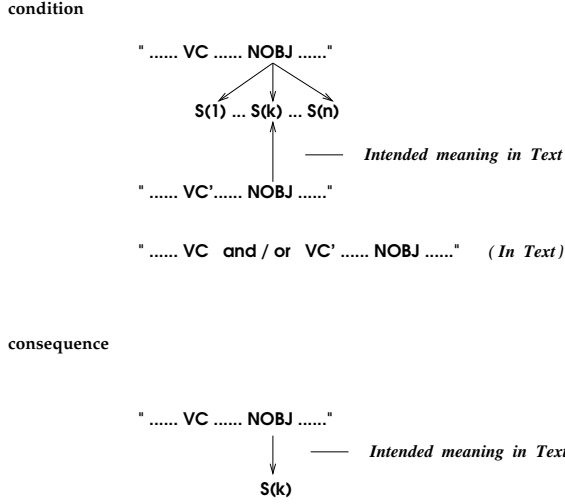 condition
" ...... VC ...... NOBJ ......"
S(1) ... S(k) ... S(n)
Intended meaning in Text
" ...... VC'...... NOBJ ......"
" ...... VC and / or VC' ...... NOBJ ......" ( In Text )
consequence
" ...... VC ...... NOBJ ......"
Intended meaning in Text
S(k)